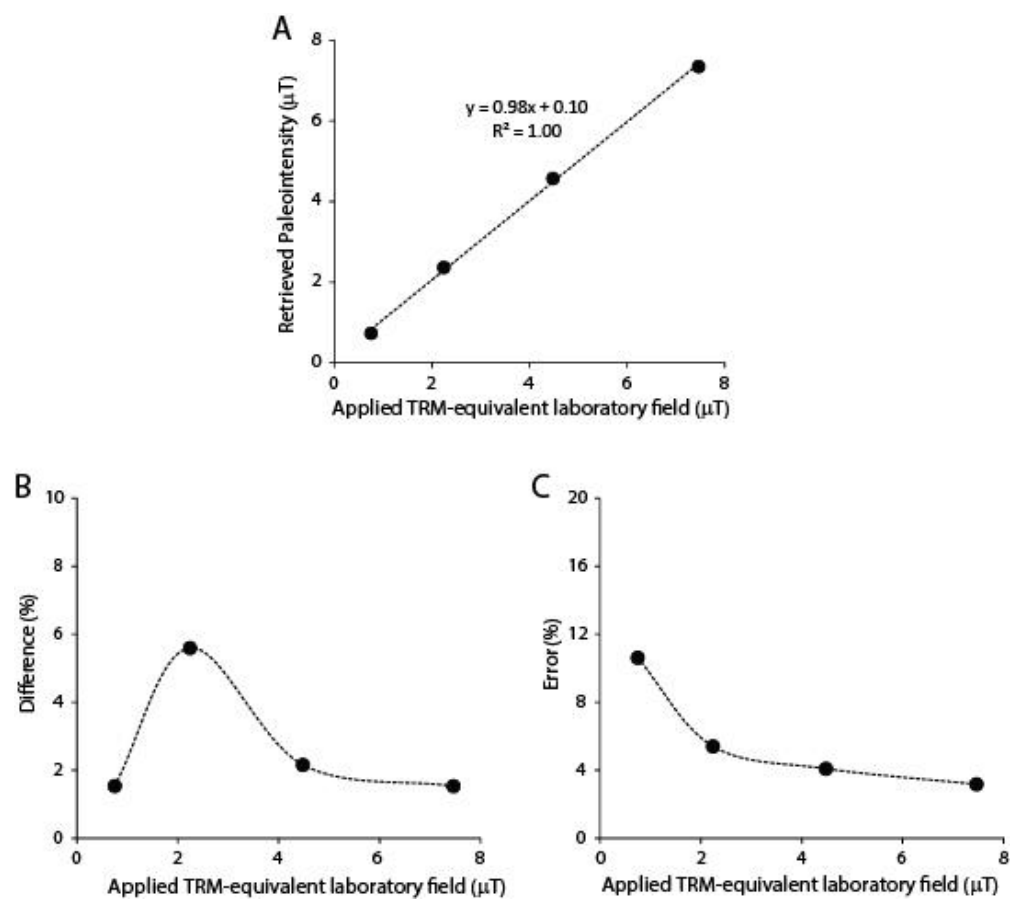 A
8
6
4
2
0
Retrieved Paleointensity (μT)
y = 0.98x + 0.10
R² = 1.00
0 2 4 6 8
Applied TRM-equivalent laboratory field (μT)
B
10
8
6
4
2
0
Difference (%)
0 2 4 6 8
Applied TRM-equivalent laboratory field (μT)
C
20
16
12
8
4
0
Error (%)
0 2 4 6 8
Applied TRM-equivalent laboratory field (μT)